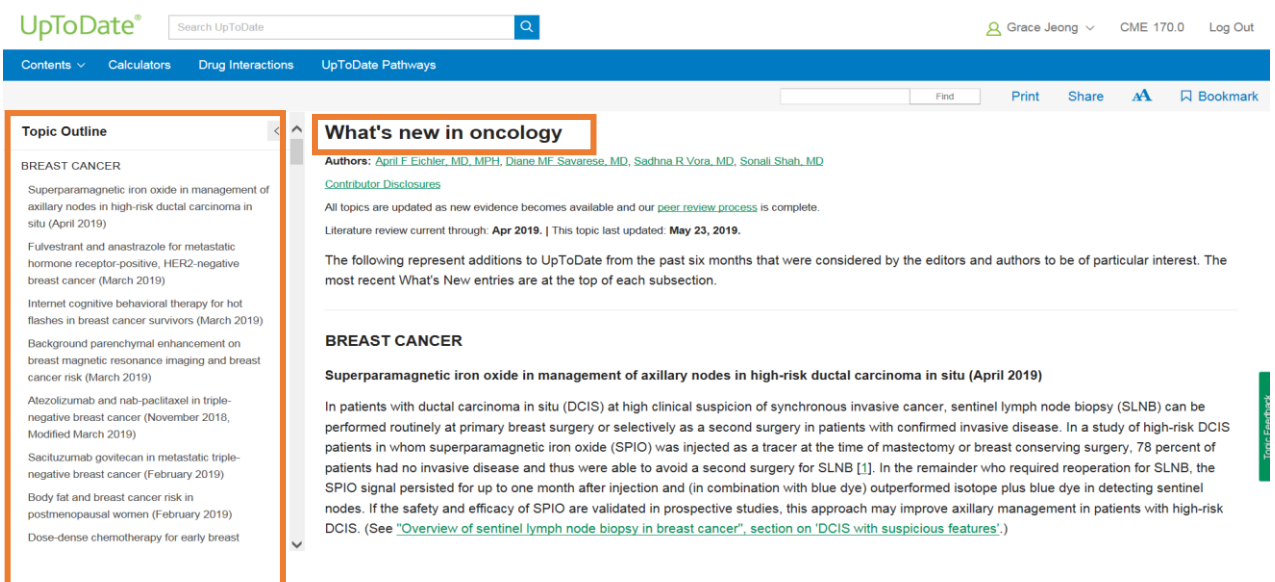 UpToDate®
Search UpToDate
Grace Jeong
CME 170.0
Log Out
Contents
Calculators
Drug Interactions
UpToDate Pathways
Find
Print
Share
AA
Bookmark
Topic Outline
BREAST CANCER
Superparamagnetic iron oxide in management of
axillary nodes in high-risk ductal carcinoma in
situ (April 2019)
Fulvestrant and anastrazole for metastatic
hormone receptor-positive, HER2-negative
breast cancer (March 2019)
Internet cognitive behavioral therapy for hot
flashes in breast cancer survivors (March 2019)
Background parenchymal enhancement on
breast magnetic resonance imaging and breast
cancer risk (March 2019)
Atezolizumab and nab-paclitaxel in triple-
negative breast cancer (November 2018,
Modified March 2019)
Sacituzumab govitecan in metastatic triple-
negative breast cancer (February 2019)
Body fat and breast cancer risk in
postmenopausal women (February 2019)
Dose-dense chemotherapy for early breast
What's new in oncology
Authors: April F Eichler, MD, MPH, Diane MF Savarese, MD, Sadhna R Vora, MD, Sonali Shah, MD
Contributor Disclosures
All topics are updated as new evidence becomes available and our peer review process is complete.
Literature review current through: Apr 2019. | This topic last updated: May 23, 2019.
The following represent additions to UpToDate from the past six months that were considered by the editors and authors to be of particular interest. The
most recent What's New entries are at the top of each subsection.
BREAST CANCER
Superparamagnetic iron oxide in management of axillary nodes in high-risk ductal carcinoma in situ (April 2019)
In patients with ductal carcinoma in situ (DCIS) at high clinical suspicion of synchronous invasive cancer, sentinel lymph node biopsy (SLNB) can be
performed routinely at primary breast surgery or selectively as a second surgery in patients with confirmed invasive disease. In a study of high-risk DCIS
patients in whom superparamagnetic iron oxide (SPIO) was injected as a tracer at the time of mastectomy or breast conserving surgery, 78 percent of
patients had no invasive disease and thus were able to avoid a second surgery for SLNB [1]. In the remainder who required reoperation for SLNB, the
SPIO signal persisted for up to one month after injection and (in combination with blue dye) outperformed isotope plus blue dye in detecting sentinel
nodes. If the safety and efficacy of SPIO are validated in prospective studies, this approach may improve axillary management in patients with high-risk
DCIS. (See "Overview of sentinel lymph node biopsy in breast cancer", section on 'DCIS with suspicious features'.)
Topic Feedback